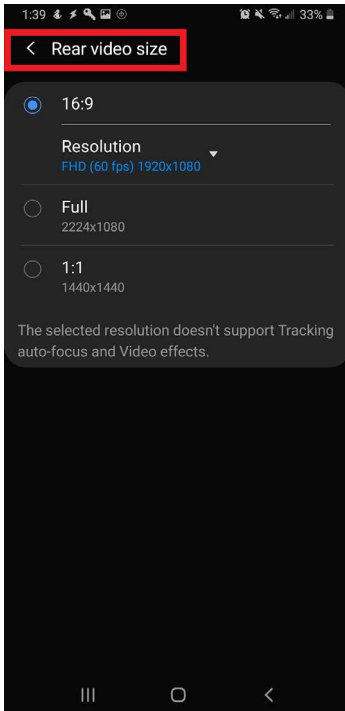 1:39 33%
Rear video size
16:9
Resolution
FHD (60 fps) 1920x1080
Full
2224x1080
1:1
1440x1440
The selected resolution doesn't support Tracking
auto-focus and Video effects.